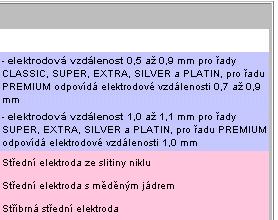 - elektrodová vzdálenost 0,5 až 0,9 mm pro řady
CLASSIC, SUPER, EXTRA, SILVER a PLATIN, pro řadu
PREMIUM odpovídá elektrodové vzdálenosti 0,7 až 0,9
mm
- elektrodová vzdálenost 1,0 až 1,1 mm pro řady
SUPER, EXTRA, SILVER a PLATIN, pro řadu PREMIUM
odpovídá elektrodové vzdálenosti 1,0 mm
Střední elektroda ze slitiny niklu
Střední elektroda s měděným jádrem
Stříbrná střední elektroda